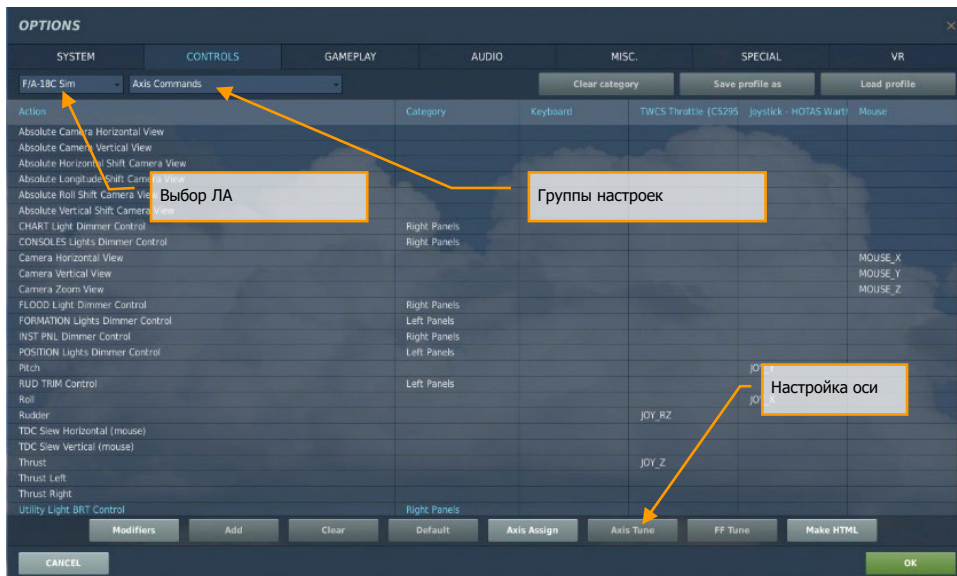 OPTIONS
SYSTEM CONTROLS GAMEPLAY AUDIO MISC. SPECIAL VR
F/A-18C Sim Axis Commands Clear category Save profile as Load profile
Action Category Keyboard TWCS Throttle {C5295 Joystick - HOTAS Wart Mouse
Absolute Camera Horizontal View
Absolute Camera Vertical View
Absolute Horizontal Shift Camera View
Absolute Longitude Shift Camera View
Absolute Roll Shift Camera View
Absolute Vertical Shift Camera View
Выбор ЛА
Группы настроек
CHART Light Dimmer Control Right Panels
CONSOLES Lights Dimmer Control Right Panels
Camera Horizontal View MOUSE_X
Camera Vertical View MOUSE_Y
Camera Zoom View MOUSE_Z
FLOOD Light Dimmer Control Right Panels
FORMATION Lights Dimmer Control Left Panels
INST PNL Dimmer Control Right Panels
POSITION Lights Dimmer Control Left Panels
Pitch
RUD TRIM Control Left Panels
Roll
Настройка оси
Rudder JOY_RZ
TDC Slew Horizontal (mouse)
TDC Slew Vertical (mouse)
Thrust JOY_Z
Thrust Left
Thrust Right
Utility Light BRT Control Right Panels
Modifiers Add Clear Default Axis Assign Axis Tune FF Tune Make HTML
CANCEL OK